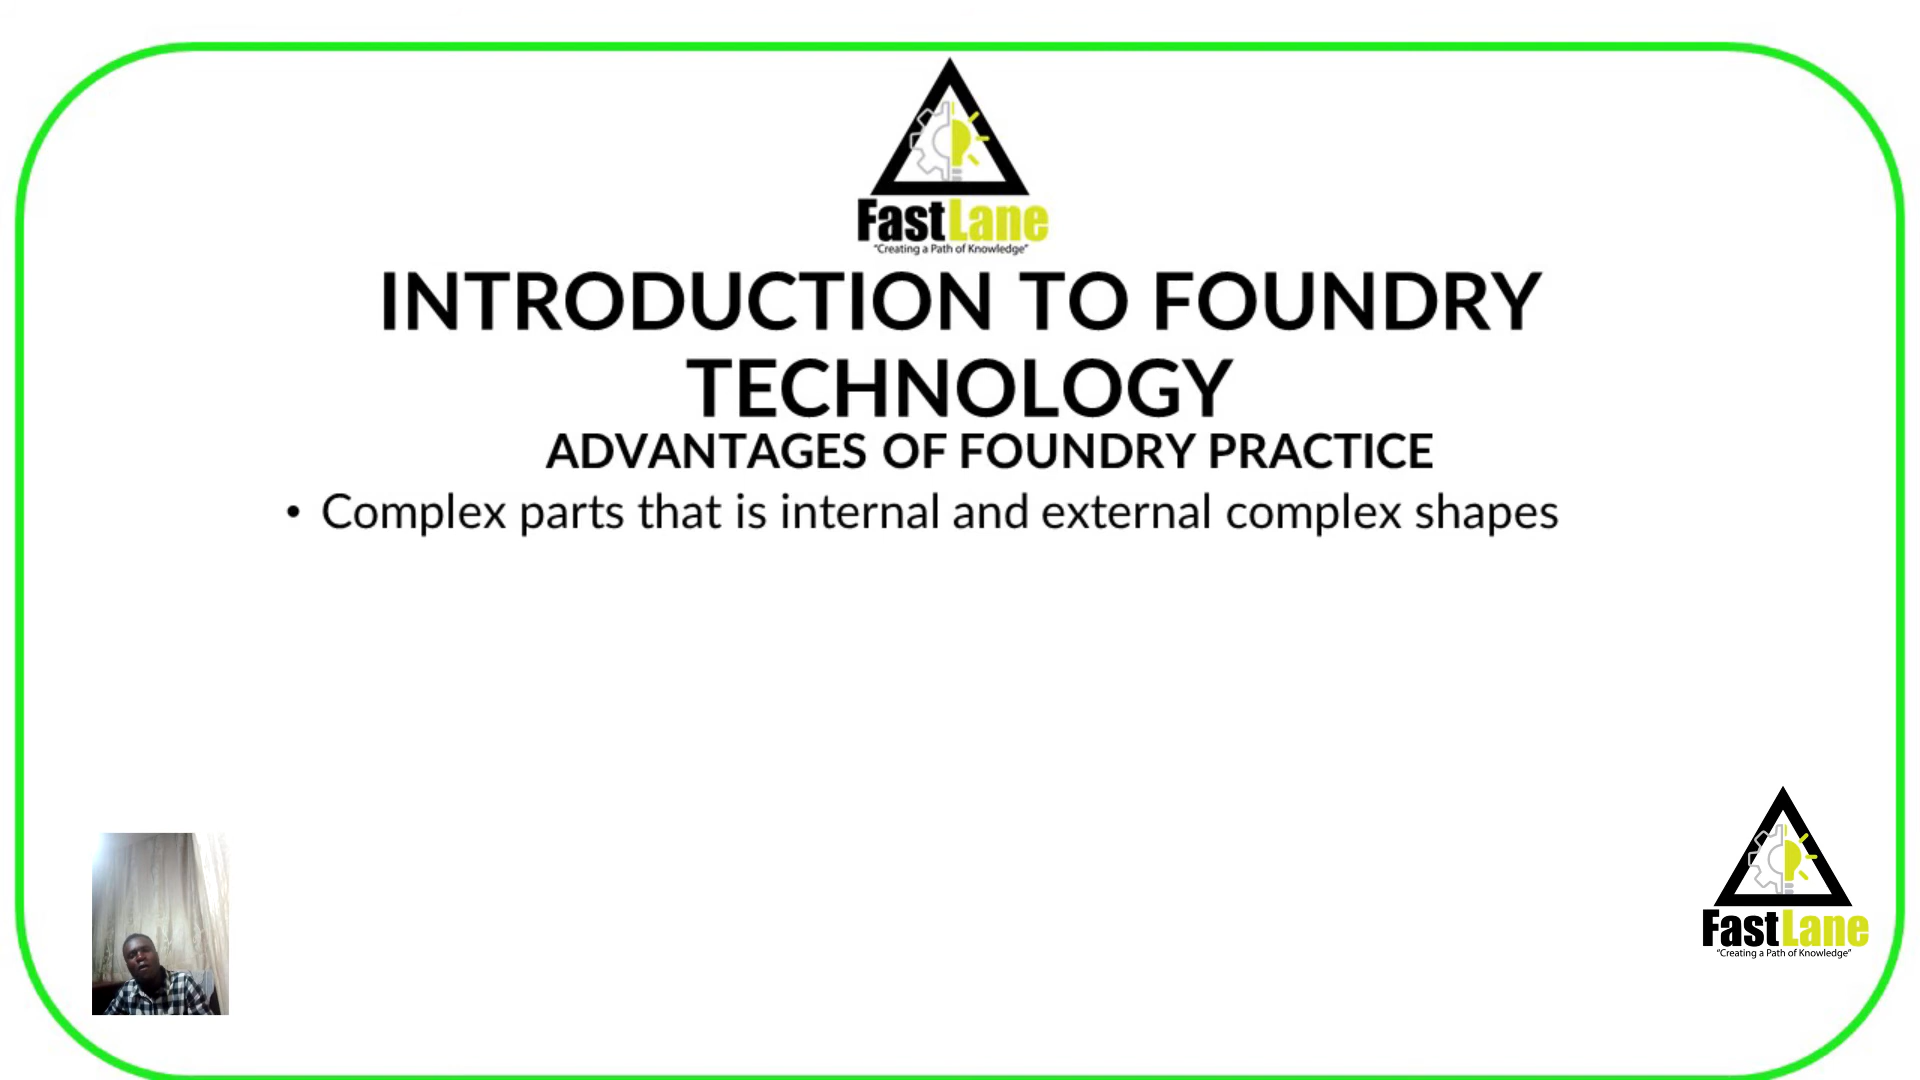 FastLane
"Creating a Path of Knowledge"
INTRODUCTION TO FOUNDRY
TECHNOLOGY
ADVANTAGES OF FOUNDRY PRACTICE
• Complex parts that is internal and external complex shapes
FastLane
"Creating a Path of Knowledge"